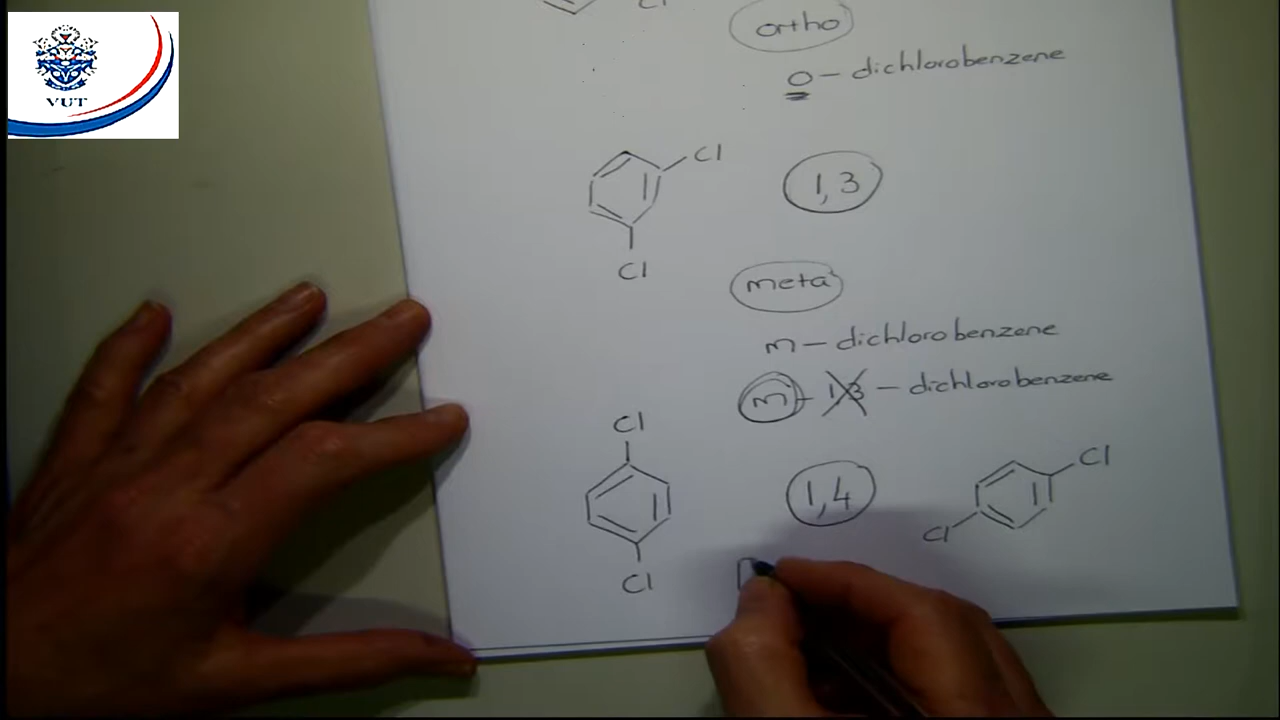 VUT
Cl
ortho
o - dichlorobenzene
Cl
1,3
Cl
meta
m - dichlorobenzene
m - 1,3 - dichlorobenzene
Cl
1,4
Cl
Cl
Cl